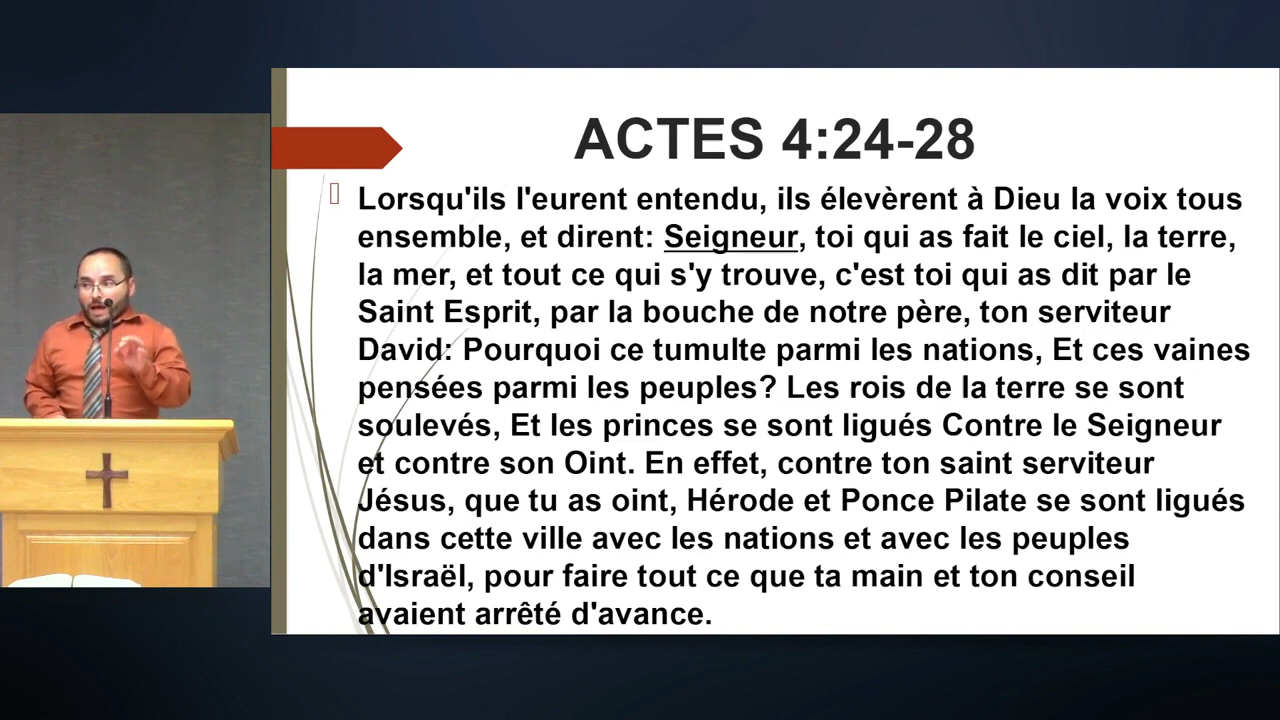 ACTES 4:24-28
Lorsqu'ils l'eurent entendu, ils élevèrent à Dieu la voix tous
ensemble, et dirent: Seigneur, toi qui as fait le ciel, la terre,
la mer, et tout ce qui s'y trouve, c'est toi qui as dit par le
Saint Esprit, par la bouche de notre père, ton serviteur
David: Pourquoi ce tumulte parmi les nations, Et ces vaines
pensées parmi les peuples? Les rois de la terre se sont
soulevés, Et les princes se sont ligués Contre le Seigneur
et contre son Oint. En effet, contre ton saint serviteur
Jésus, que tu as oint, Hérode et Ponce Pilate se sont ligués
dans cette ville avec les nations et avec les peuples
d'Israël, pour faire tout ce que ta main et ton conseil
avaient arrêté d'avance.